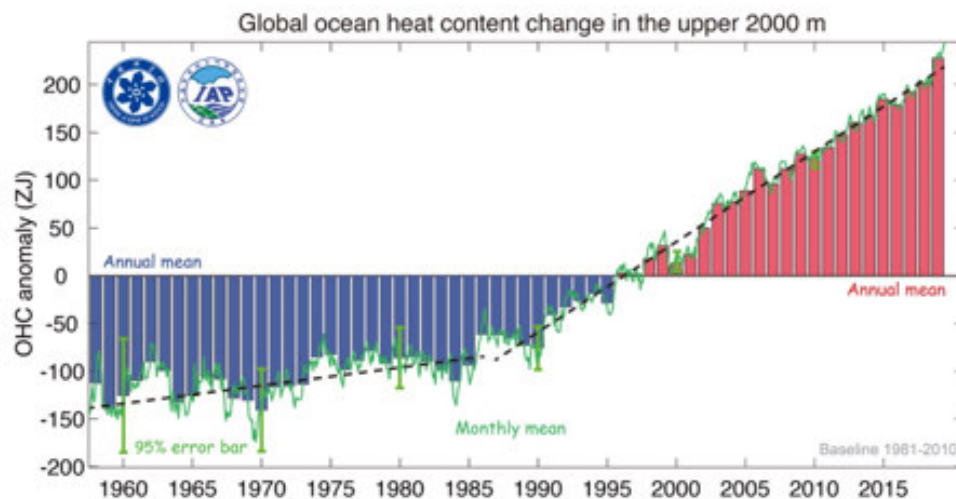 Global ocean heat content change in the upper 2000 m
IAP
200
150
100
50
0
-50
-100
-150
-200
OHC anomaly (ZJ)
Annual mean
Annual mean
95% error bar
Monthly mean
Baseline 1981-2010
1960 1965 1970 1975 1980 1985 1990 1995 2000 2005 2010 2015